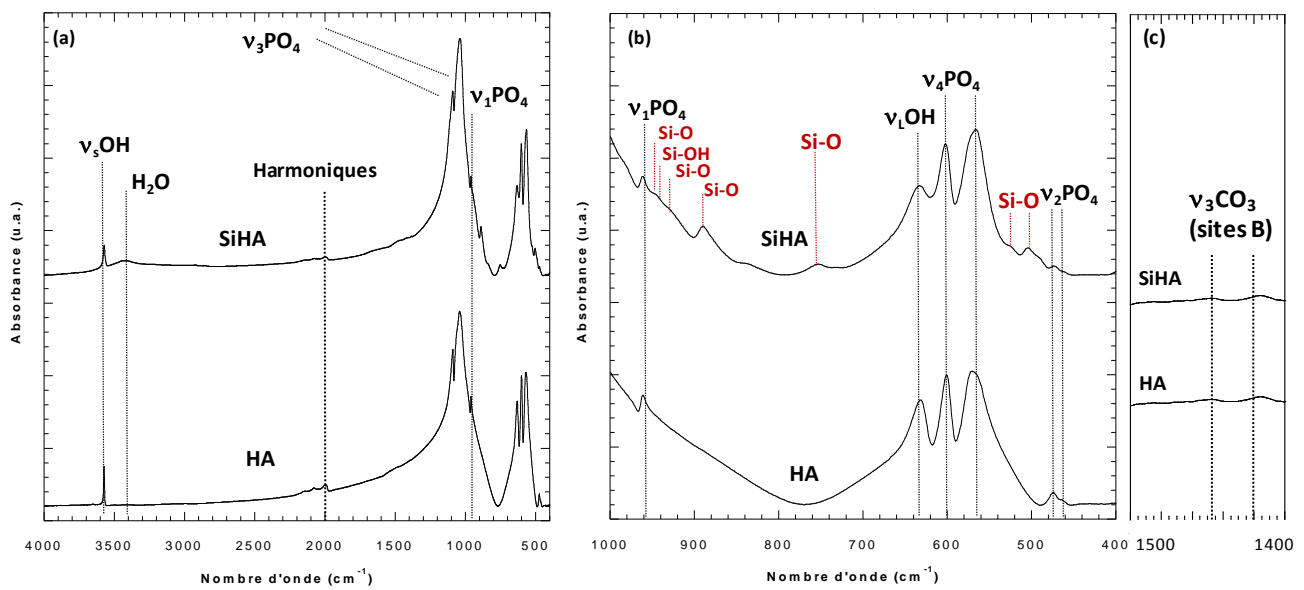 (a)
ν3PO4
ν1PO4
νsOH
H2O
Harmoniques
SiHA
HA
Absorbance (u.a.)
4000 3500 3000 2500 2000 1500 1000 500
Nombre d'onde (cm-1)
(b)
ν4PO4
ν1PO4
νLOH
Si-O
Si-OH
Si-O
Si-O
Si-O
Si-O
ν2PO4
SiHA
HA
Absorbance (u.a.)
1000 900 800 700 600 500 400
Nombre d'onde (cm-1)
(c)
ν3CO3
(sites B)
SiHA
HA
1500 1400